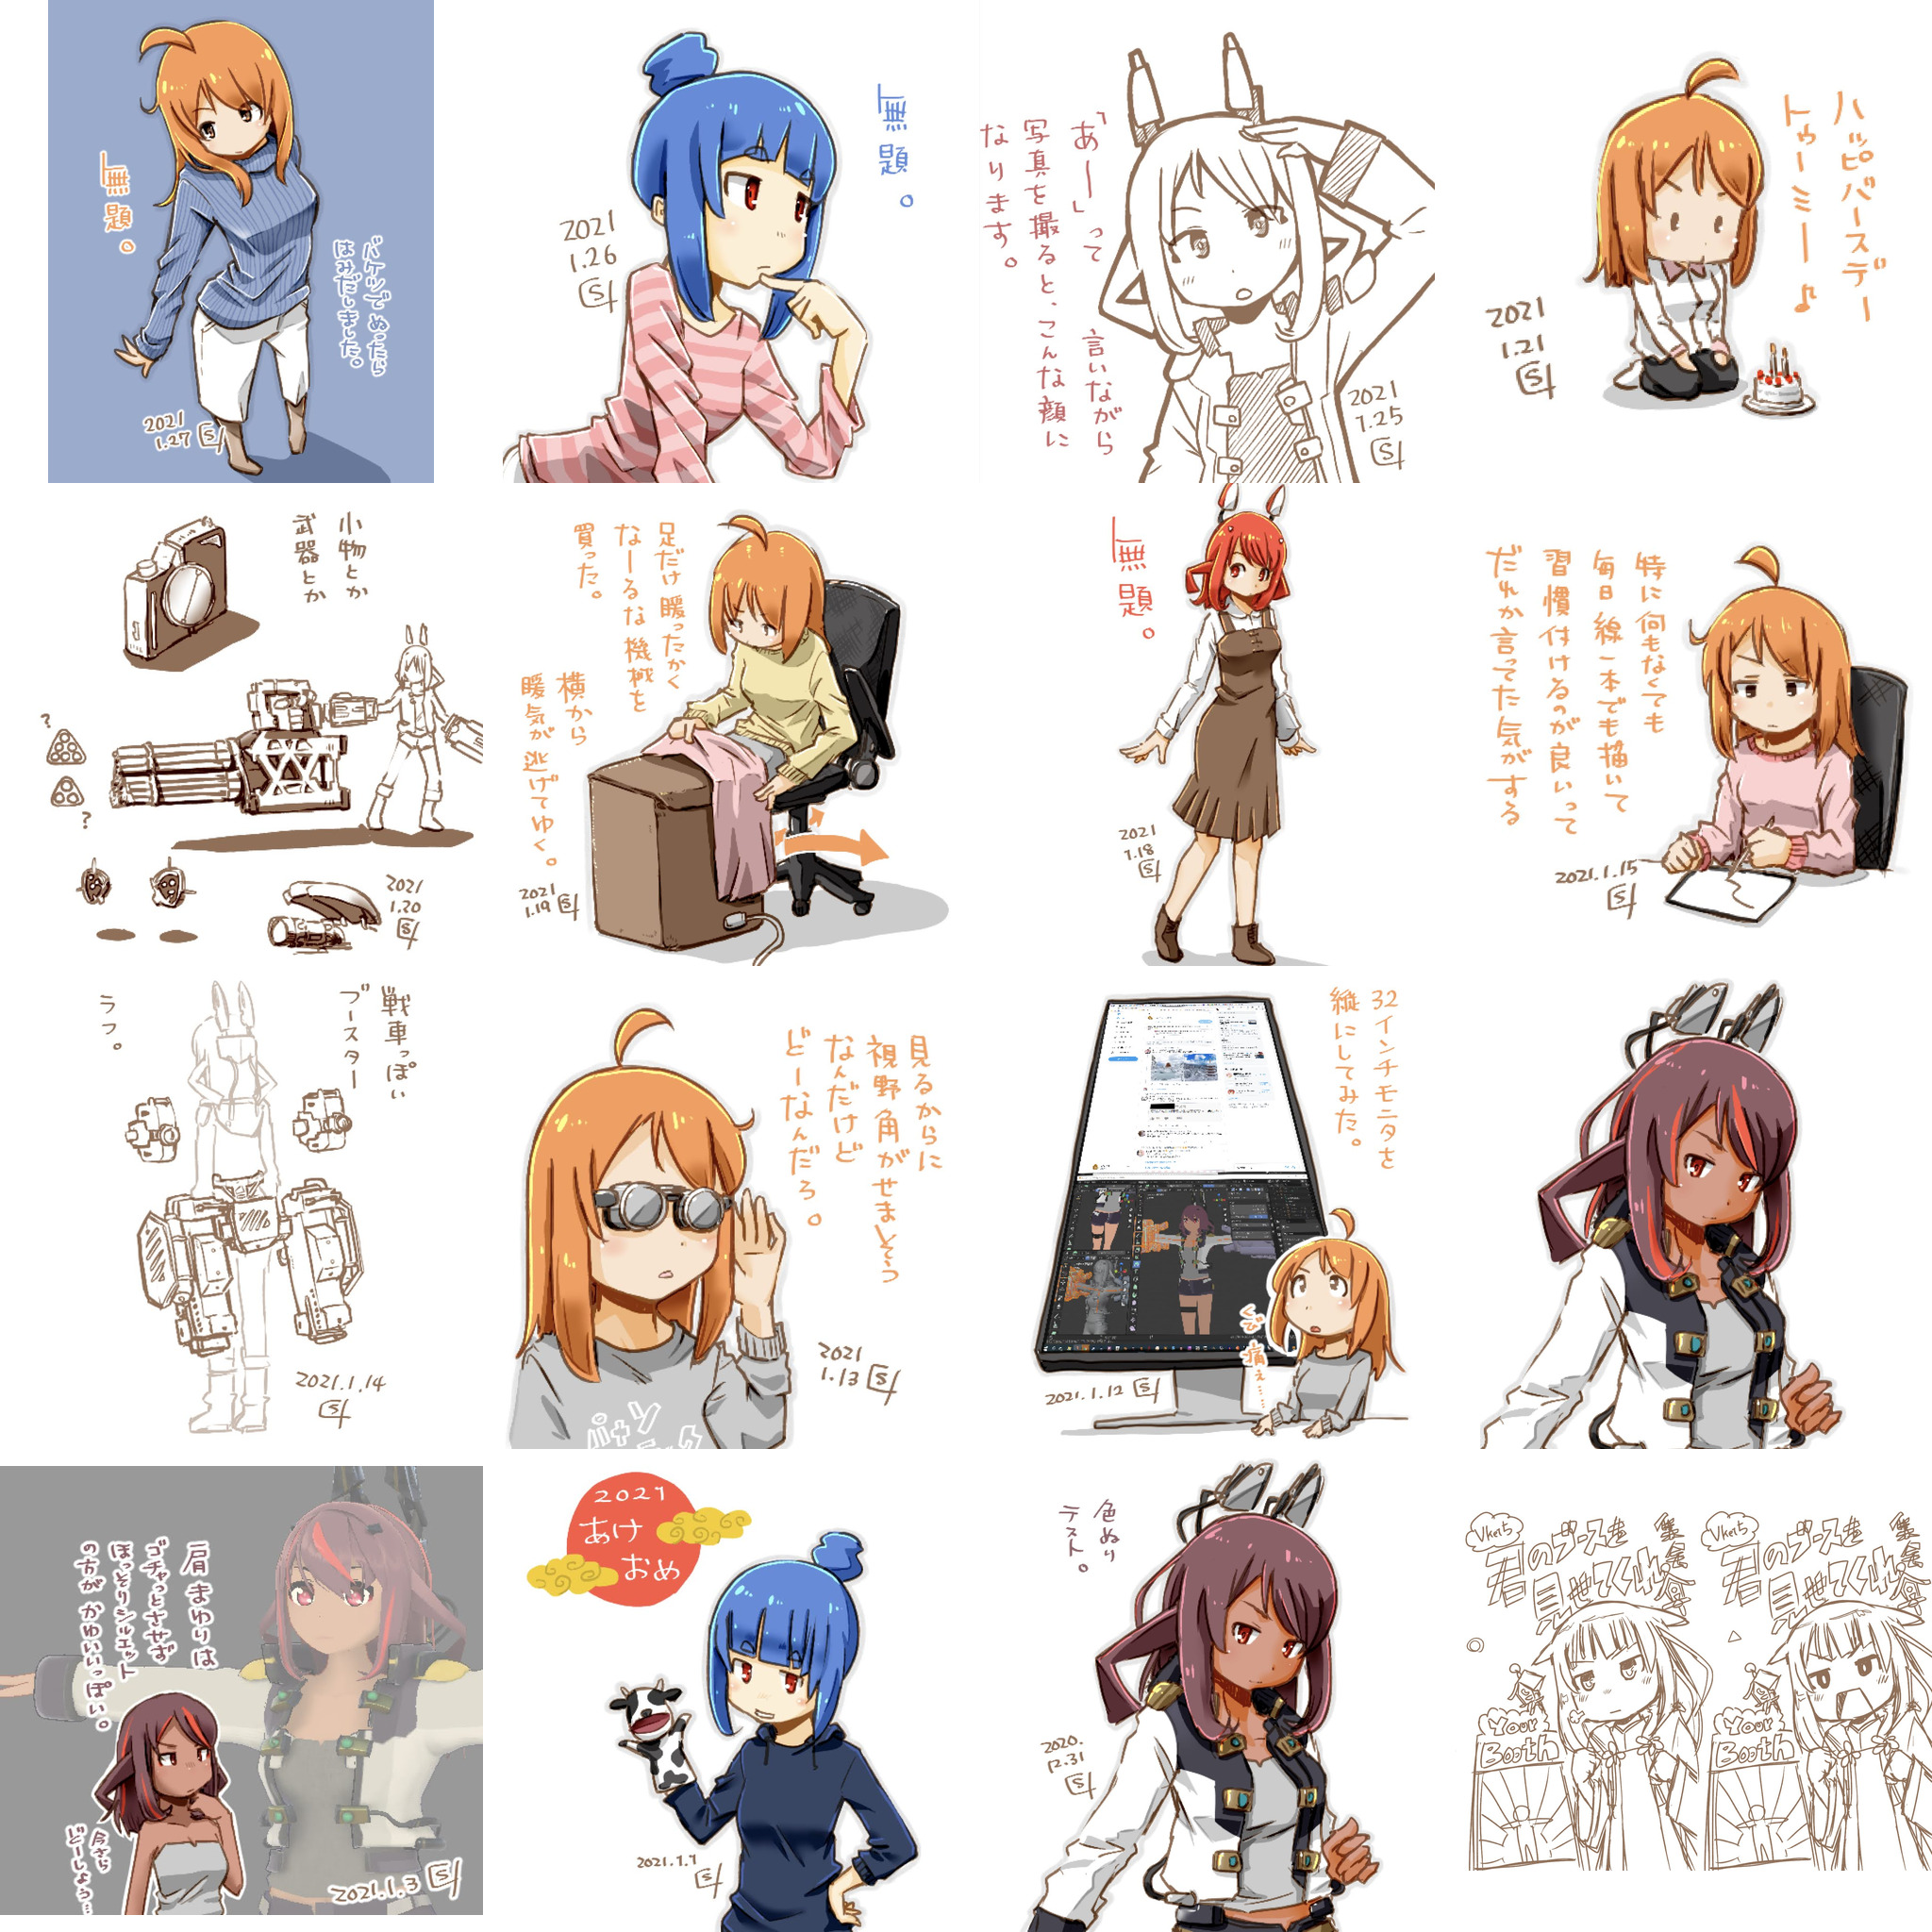 無題。
バケツでぬったら
はみだしました。
2021
1.27
無題。
2021
1.26
「あー」って 言いながら
写真を撮ると、こんな顔に
なります。
2021
1.25
ハッピバースデー
トゥーミー♪
2021
1.21
小物とか
武器とか
?
?
2021
1.20
足だけ 暖ったかく
なーるな 機械を
買った。
横から
暖気が 逃げてゆく。
2021
1.19
無題。
2021
1.18
特に 何もなくても
毎日 線一本でも描いて
習慣付けるのが良いって
だれか言ってた気がする
2021.1.15
戦車っぽい
ブースター
ラフ。
2021.1.14
見るからに
視野角がせまそう
なんだけど
どーなんだろ。
パナソ
ニック
2021
1.13
32インチモニタを
縦にしてみた。
くび
痛え……
2021.1.12
肩まわりは
ゴチャっとさせず
ほっそりシルエット
の方が かわいいっぽい。
今さら
どーしよう…
2021.1.3
2021
あけ
おめ
2021.1.1
色ぬり
テスト。
2020.
12.31
Vket5
君のブースを
見せてくれ
集会
Your
Booth
Vket5
君のブースを
見せてくれ
集会
Your
Booth